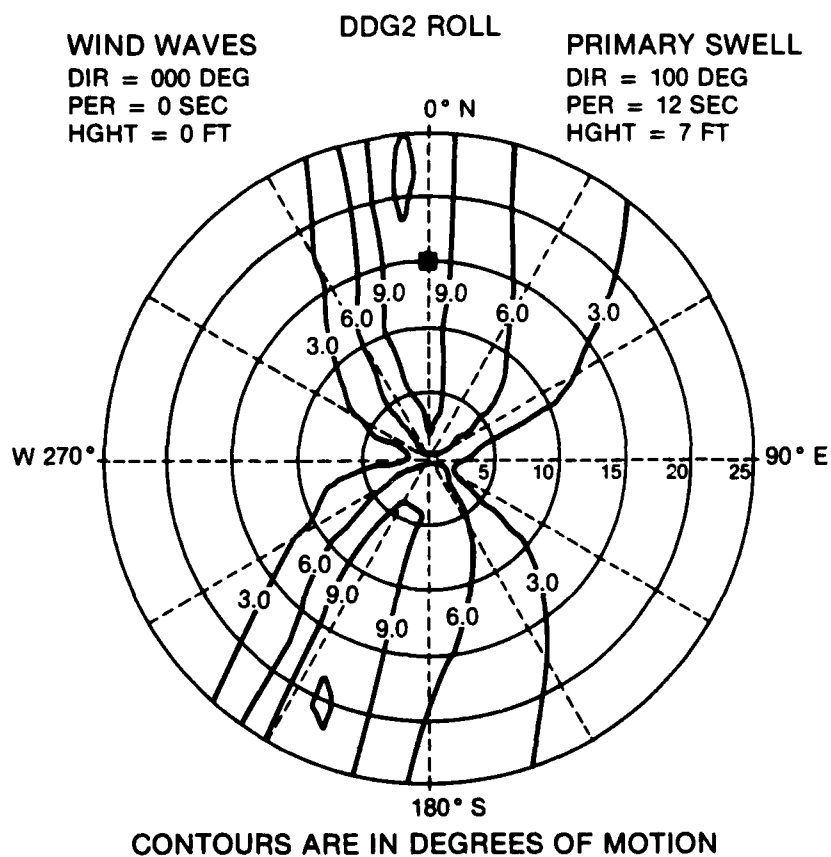 DDG2 ROLL
WIND WAVES
DIR = 000 DEG
PER = 0 SEC
HGHT = 0 FT
PRIMARY SWELL
DIR = 100 DEG
PER = 12 SEC
HGHT = 7 FT
0° N
9.0 9.0
6.0 6.0 3.0
3.0
W 270° 90° E
5 10 15 20 25
6.0 3.0
3.0 9.0 6.0
9.0
180° S
CONTOURS ARE IN DEGREES OF MOTION